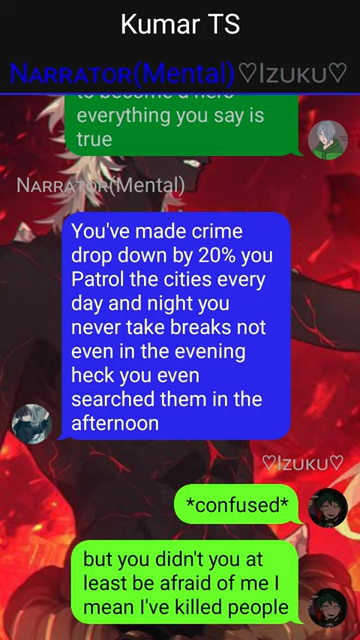 Kumar TS
NARRATOR(Mental)♡IZUKU♡
to become a hero
everything you say is
true
NARRATOR(Mental)
You've made crime
drop down by 20% you
Patrol the cities every
day and night you
never take breaks not
even in the evening
heck you even
searched them in the
afternoon
♡IZUKU♡
*confused*
but you didn't you at
least be afraid of me I
mean I've killed people